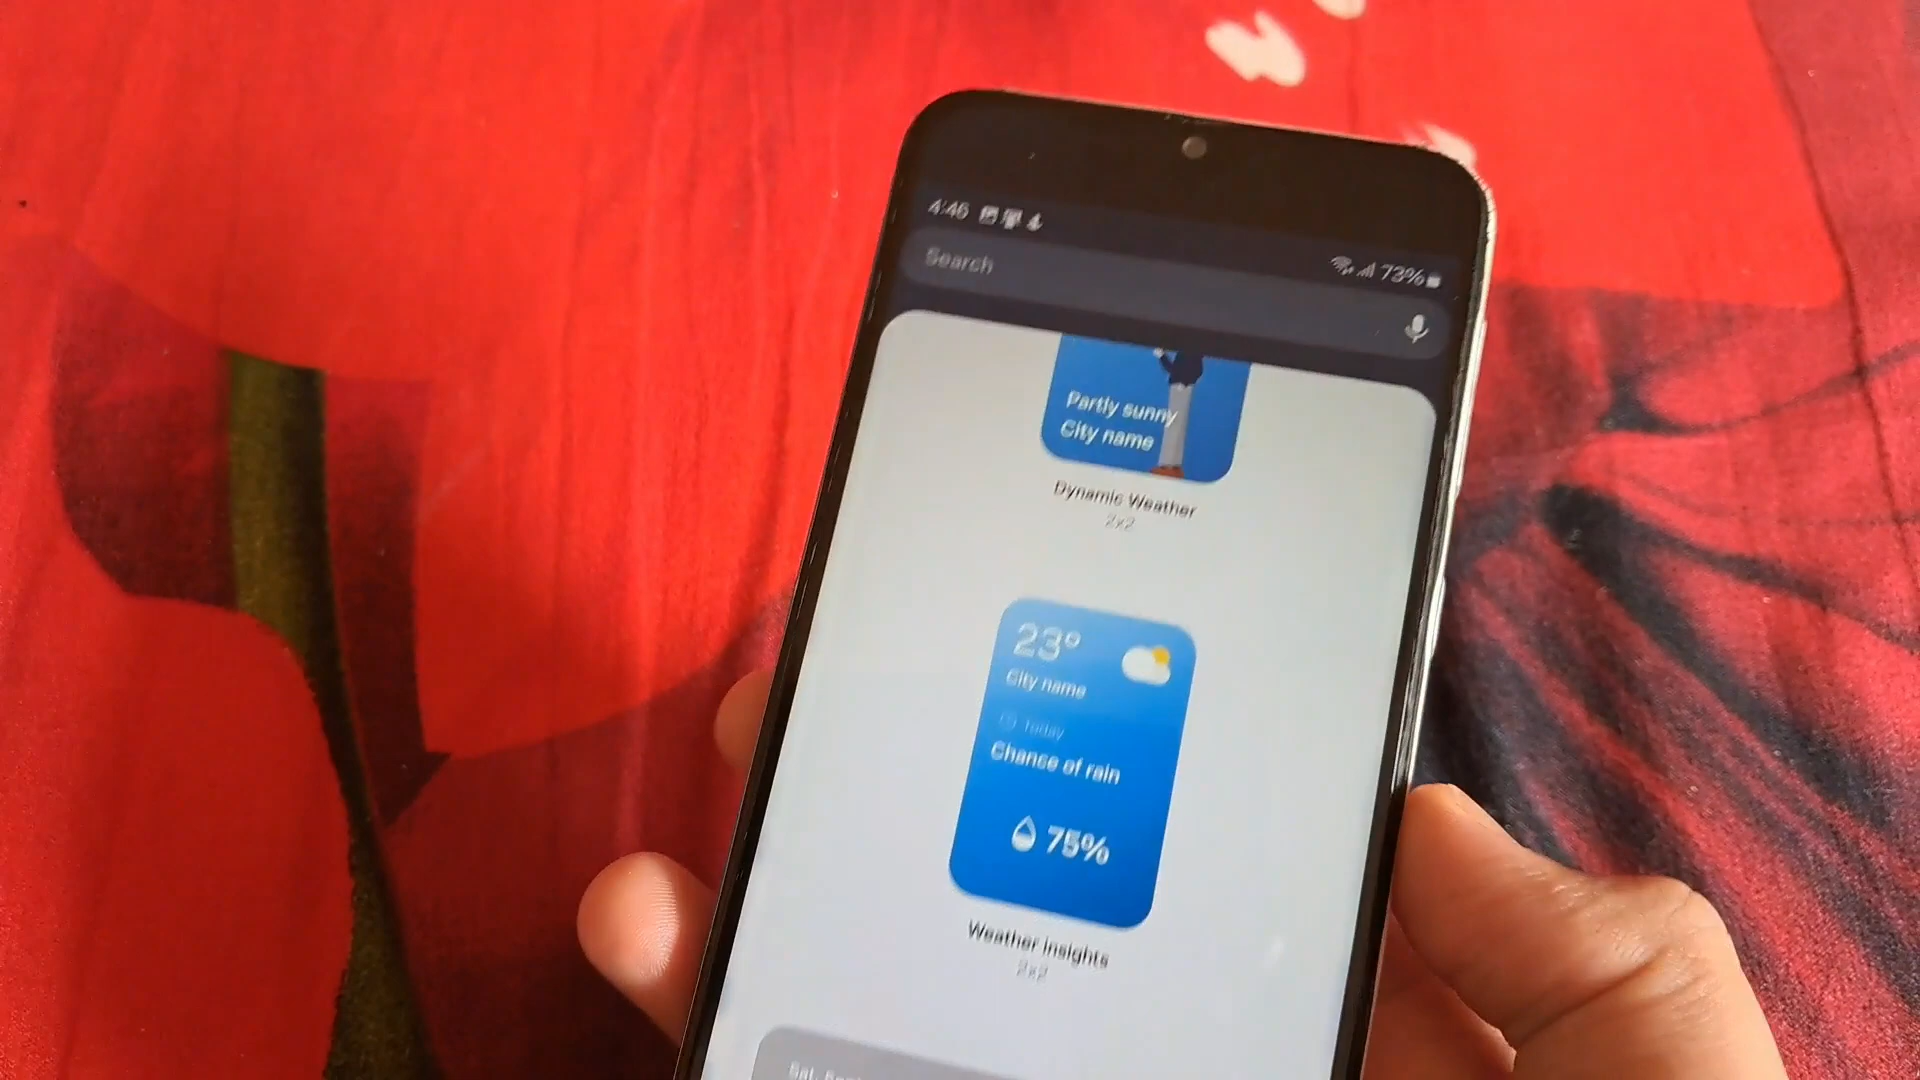 4:46
73%
Search
Partly sunny
City name
Dynamic Weather
2x2
23°
City name
Today
Chance of rain
75%
Weather insights
2x2
Sat,